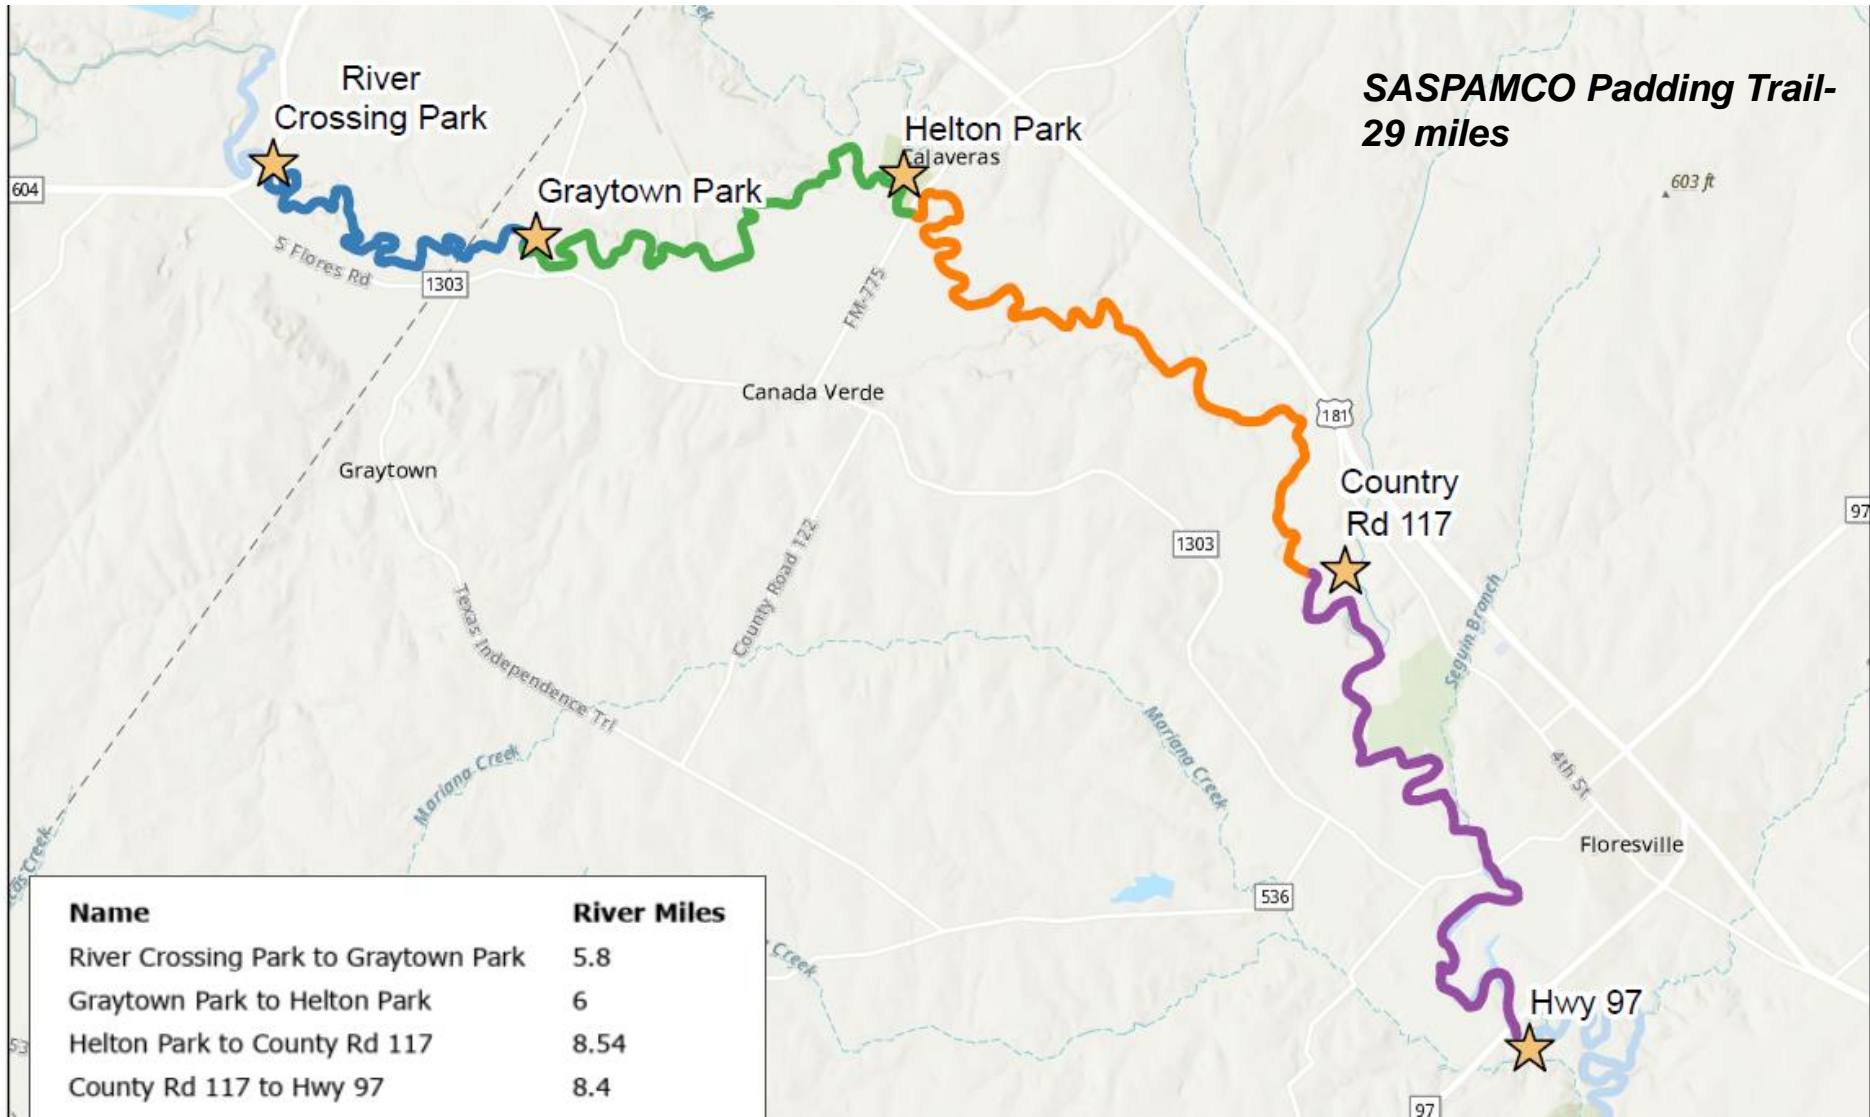 SASPAMCO Padding Trail-
29 miles
River
Crossing Park
Graytown Park
Helton Park
Calaveras
603 ft
604
S Flores Rd
1303
FM-775
Canada Verde
181
Graytown
Country
Rd 117
97
1303
County Road 122
Texas Independence Trl
Seguin Branch
Mariana Creek
Mariana Creek
4th St
Floresville
536
Creek
Creek
Hwy 97
97
53
Name River Miles
River Crossing Park to Graytown Park 5.8
Graytown Park to Helton Park 6
Helton Park to County Rd 117 8.54
County Rd 117 to Hwy 97 8.4